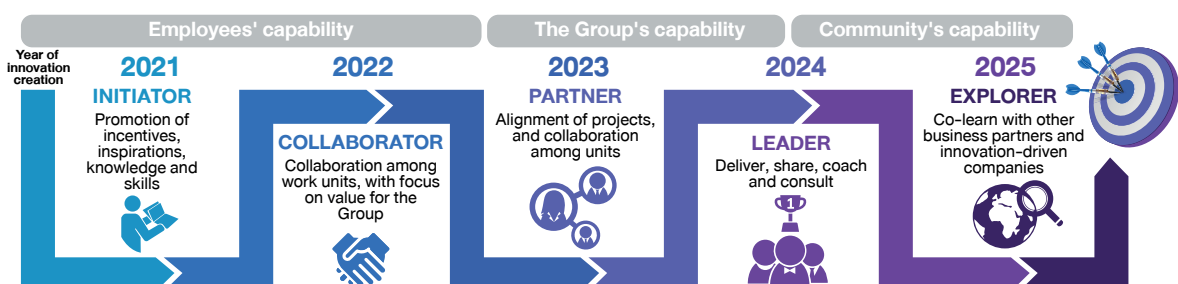 Employees' capability
The Group's capability
Community's capability
Year of
innovation
creation
2021
INITIATOR
Promotion of
incentives,
inspirations,
knowledge and
skills
2022
COLLABORATOR
Collaboration among
work units, with focus
on value for the
Group
2023
PARTNER
Alignment of projects,
and collaboration
among units
2024
LEADER
Deliver, share, coach
and consult
1
2025
EXPLORER
Co-learn with other
business partners and
innovation-driven
companies